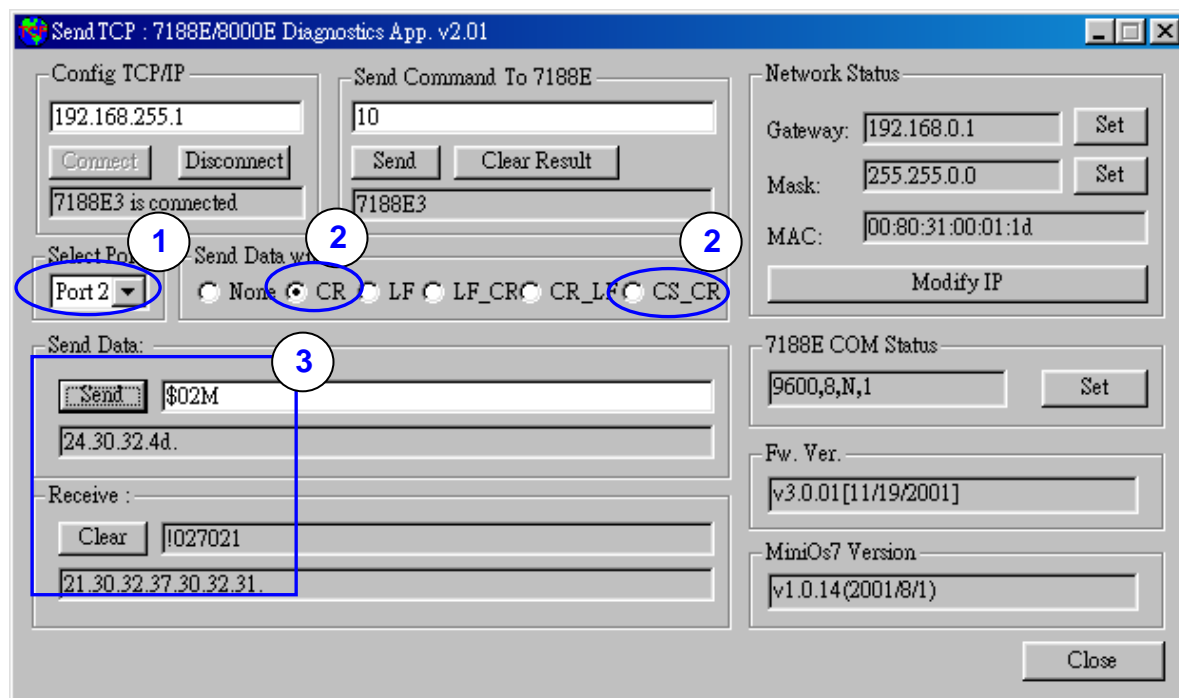 SendTCP : 7188E/8000E Diagnostics App. v2.01
Config TCP/IP
192.168.255.1
Connect Disconnect
7188E3 is connected
Send Command To 7188E
10
Send Clear Result
7188E3
Network Status
Gateway: 192.168.0.1 Set
Mask: 255.255.0.0 Set
MAC: 00:80:31:00:01:1d
Modify IP
1
Select Po
Port 2
2
2
Send Data w
None CR LF LF_CR CR_LF CS_CR
3
Send Data:
Send $02M
24.30.32.4d.
Receive :
Clear !027021
21.30.32.37.30.32.31.
7188E COM Status
9600,8,N,1 Set
Fw. Ver.
v3.0.01[11/19/2001]
MiniOs7 Version
v1.0.14(2001/8/1)
Close